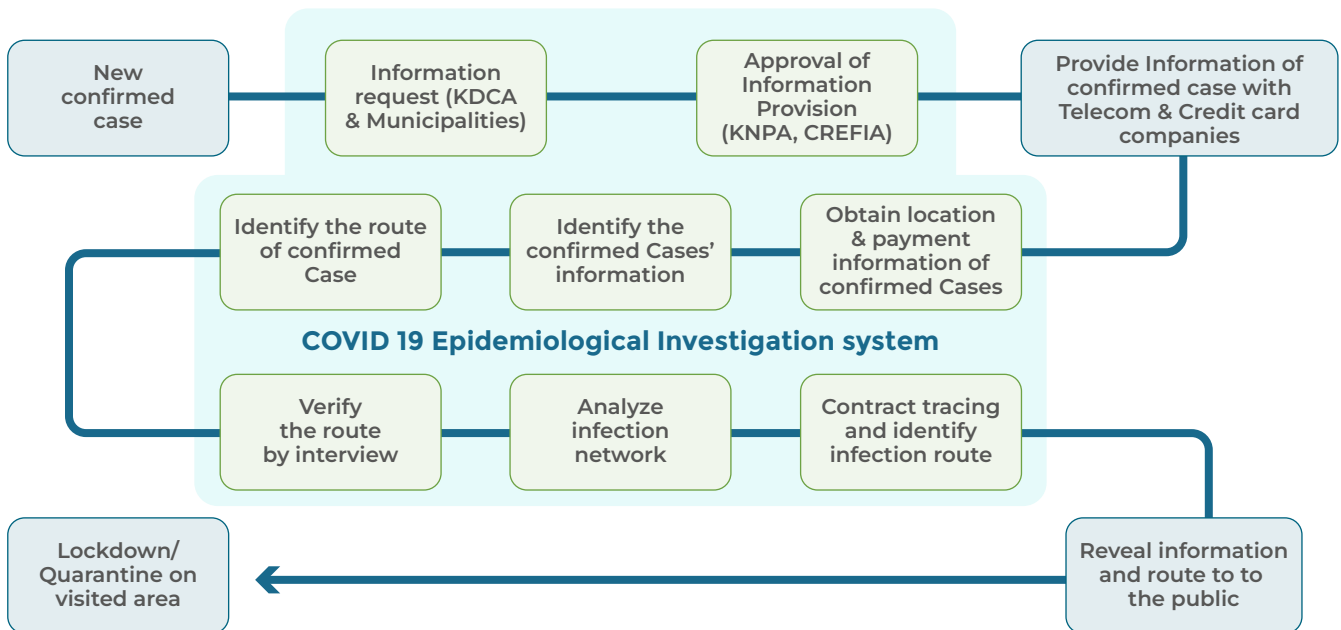 New
confirmed
case
Information
request (KDCA
& Municipalities)
Approval of
Information
Provision
(KNPA, CREFIA)
Provide Information of
confirmed case with
Telecom & Credit card
companies
Obtain location
& payment
information of
confirmed Cases
Identify the
confirmed Cases'
information
Identify the route
of confirmed
Case
COVID 19 Epidemiological Investigation system
Verify
the route
by interview
Analyze
infection
network
Contract tracing
and identify
infection route
Reveal information
and route to to
the public
Lockdown/
Quarantine on
visited area